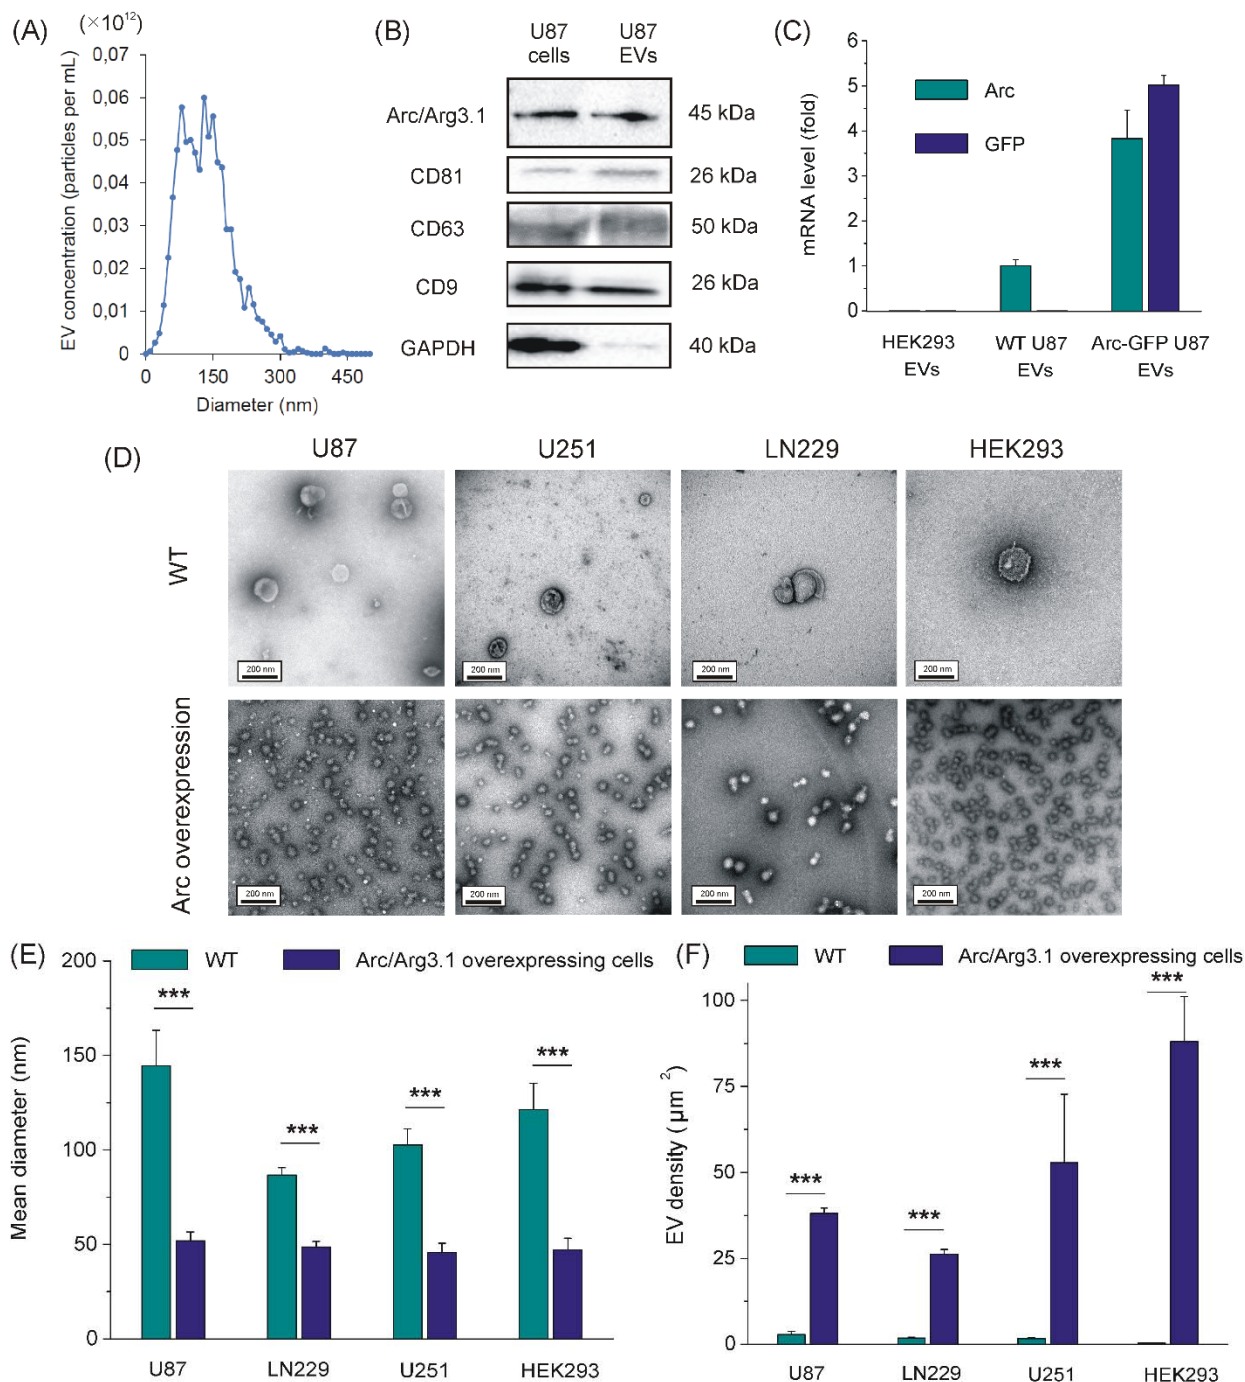 (A)
(×10¹²)
EV concentration (particles per mL)
0,07
0,06
0,05
0,04
0,03
0,02
0,01
0
0 150 300 450
Diameter (nm)
(B)
U87 cells U87 EVs
Arc/Arg3.1 45 kDa
CD81 26 kDa
CD63 50 kDa
CD9 26 kDa
GAPDH 40 kDa
(C)
mRNA level (fold)
6
5
4
3
2
1
0
Arc
GFP
HEK293 EVs WT U87 EVs Arc-GFP U87 EVs
(D)
U87 U251 LN229 HEK293
WT
200 nm 200 nm 200 nm 200 nm
Arc overexpression
200 nm 200 nm 200 nm 200 nm
(E)
WT Arc/Arg3.1 overexpressing cells
Mean diameter (nm)
200
150
100
50
0
*** *** *** ***
U87 LN229 U251 HEK293
(F)
WT Arc/Arg3.1 overexpressing cells
EV density (µm²)
100
75
50
25
0
*** *** *** ***
U87 LN229 U251 HEK293